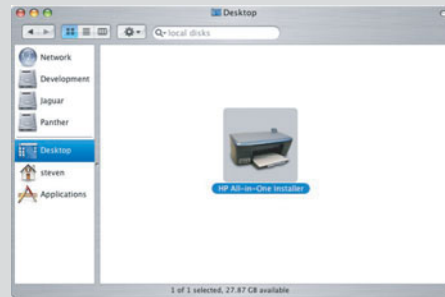 Desktop
local disks
Network
Development
Jaguar
Panther
Desktop
steven
Applications
HP All-in-One Installer
1 of 1 selected, 27.87 GB available